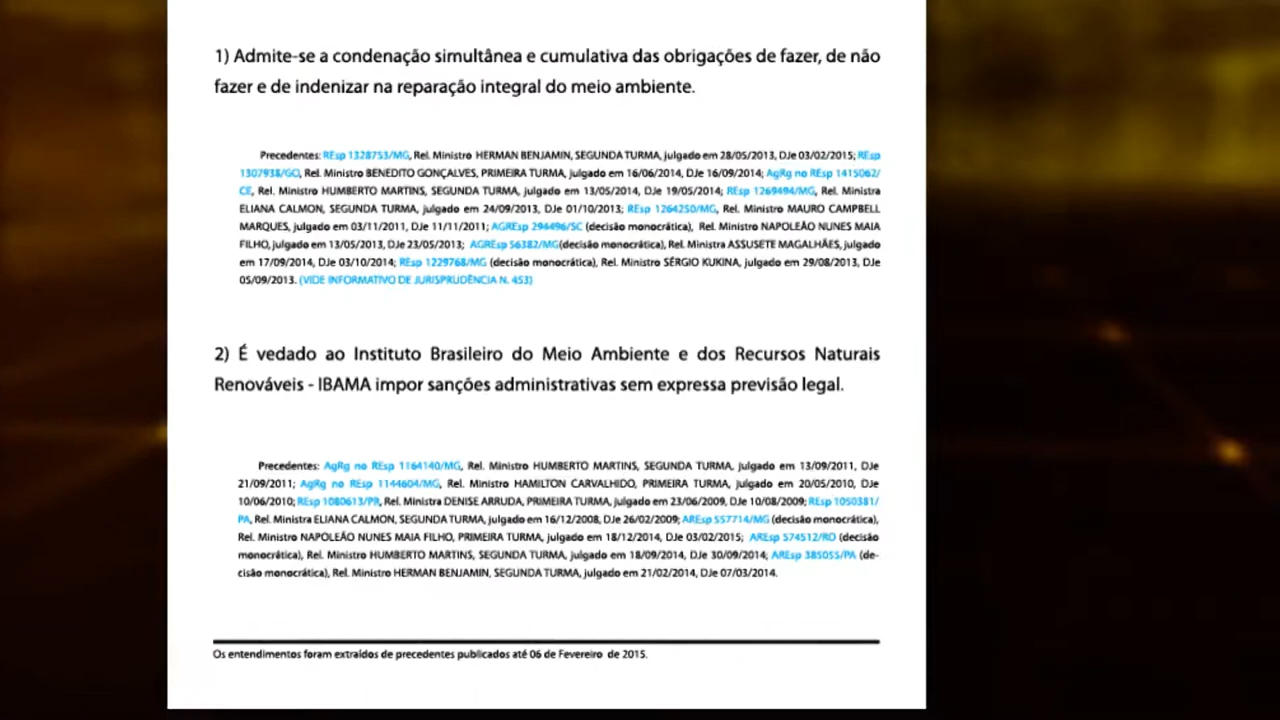 1) Admite-se a condenação simultânea e cumulativa das obrigações de fazer, de não
fazer e de indenizar na reparação integral do meio ambiente.
Precedentes: REsp 1328753/MG, Rel. Ministro HERMAN BENJAMIN, SEGUNDA TURMA, julgado em 28/05/2013, DJe 03/02/2015; REsp
1307938/GO, Rel. Ministro BENEDITO GONÇALVES, PRIMEIRA TURMA, julgado em 16/06/2014, DJe 16/09/2014; AgRg no REsp 1415062/
CE, Rel. Ministro HUMBERTO MARTINS, SEGUNDA TURMA, julgado em 13/05/2014, DJe 19/05/2014; REsp 1269494/MG, Rel. Ministra
ELIANA CALMON, SEGUNDA TURMA, julgado em 24/09/2013, DJe 01/10/2013; REsp 1264250/MG, Rel. Ministro MAURO CAMPBELL
MARQUES, julgado em 03/11/2011, DJe 11/11/2011; AGREsp 294496/SC (decisão monocrática), Rel. Ministro NAPOLEÃO NUNES MAIA
FILHO, julgado em 13/05/2013, DJe 23/05/2013; AGREsp 56382/MG(decisão monocrática), Rel. Ministra ASSUSETE MAGALHÃES, julgado
em 17/09/2014, DJe 03/10/2014; REsp 1229768/MG (decisão monocrática), Rel. Ministro SÉRGIO KUKINA, julgado em 29/08/2013, DJe
05/09/2013. (VIDE INFORMATIVO DE JURISPRUDÊNCIA N. 453)
2) É vedado ao Instituto Brasileiro do Meio Ambiente e dos Recursos Naturais
Renováveis - IBAMA impor sanções administrativas sem expressa previsão legal.
Precedentes: AgRg no REsp 1164140/MG, Rel. Ministro HUMBERTO MARTINS, SEGUNDA TURMA, julgado em 13/09/2011, DJe
21/09/2011; AgRg no REsp 1144604/MG, Rel. Ministro HAMILTON CARVALHIDO, PRIMEIRA TURMA, julgado em 20/05/2010, DJe
10/06/2010; REsp 1080613/PR, Rel. Ministra DENISE ARRUDA, PRIMEIRA TURMA, julgado em 23/06/2009, DJe 10/08/2009; REsp 1050381/
PA, Rel. Ministra ELIANA CALMON, SEGUNDA TURMA, julgado em 16/12/2008, DJe 26/02/2009; AREsp 557714/MG (decisão monocrática),
Rel. Ministro NAPOLEÃO NUNES MAIA FILHO, PRIMEIRA TURMA, julgado em 18/12/2014, DJe 03/02/2015; AREsp 574512/RO (decisão
monocrática), Rel. Ministro HUMBERTO MARTINS, SEGUNDA TURMA, julgado em 18/09/2014, DJe 30/09/2014; AREsp 385055/PA (de-
cisão monocrática), Rel. Ministro HERMAN BENJAMIN, SEGUNDA TURMA, julgado em 21/02/2014, DJe 07/03/2014.
Os entendimentos foram extraídos de precedentes publicados até 06 de Fevereiro de 2015.